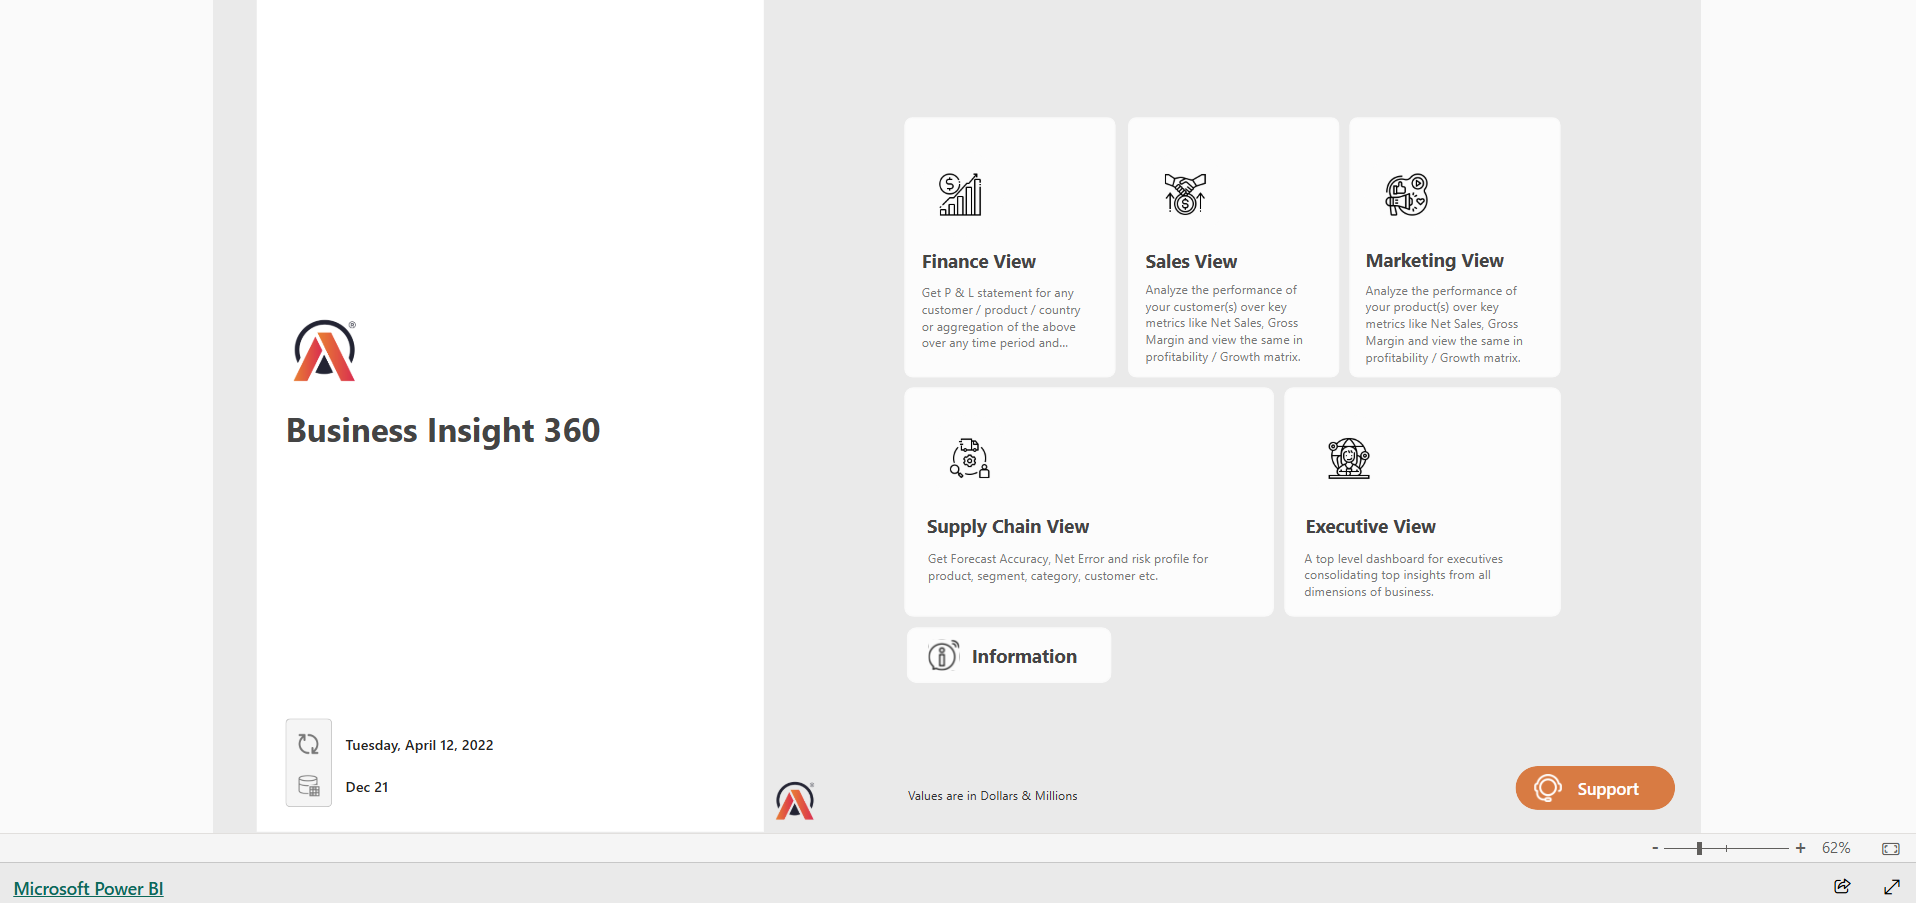 Business Insight 360
Tuesday, April 12, 2022
Dec 21
Finance View
Get P & L statement for any
customer / product / country
or aggregation of the above
over any time period and...
Sales View
Analyze the performance of
your customer(s) over key
metrics like Net Sales, Gross
Margin and view the same in
profitability / Growth matrix.
Marketing View
Analyze the performance of
your product(s) over key
metrics like Net Sales, Gross
Margin and view the same in
profitability / Growth matrix.
Supply Chain View
Get Forecast Accuracy, Net Error and risk profile for
product, segment, category, customer etc.
Executive View
A top level dashboard for executives
consolidating top insights from all
dimensions of business.
Information
Values are in Dollars & Millions
Support
- + 62%
Microsoft Power BI